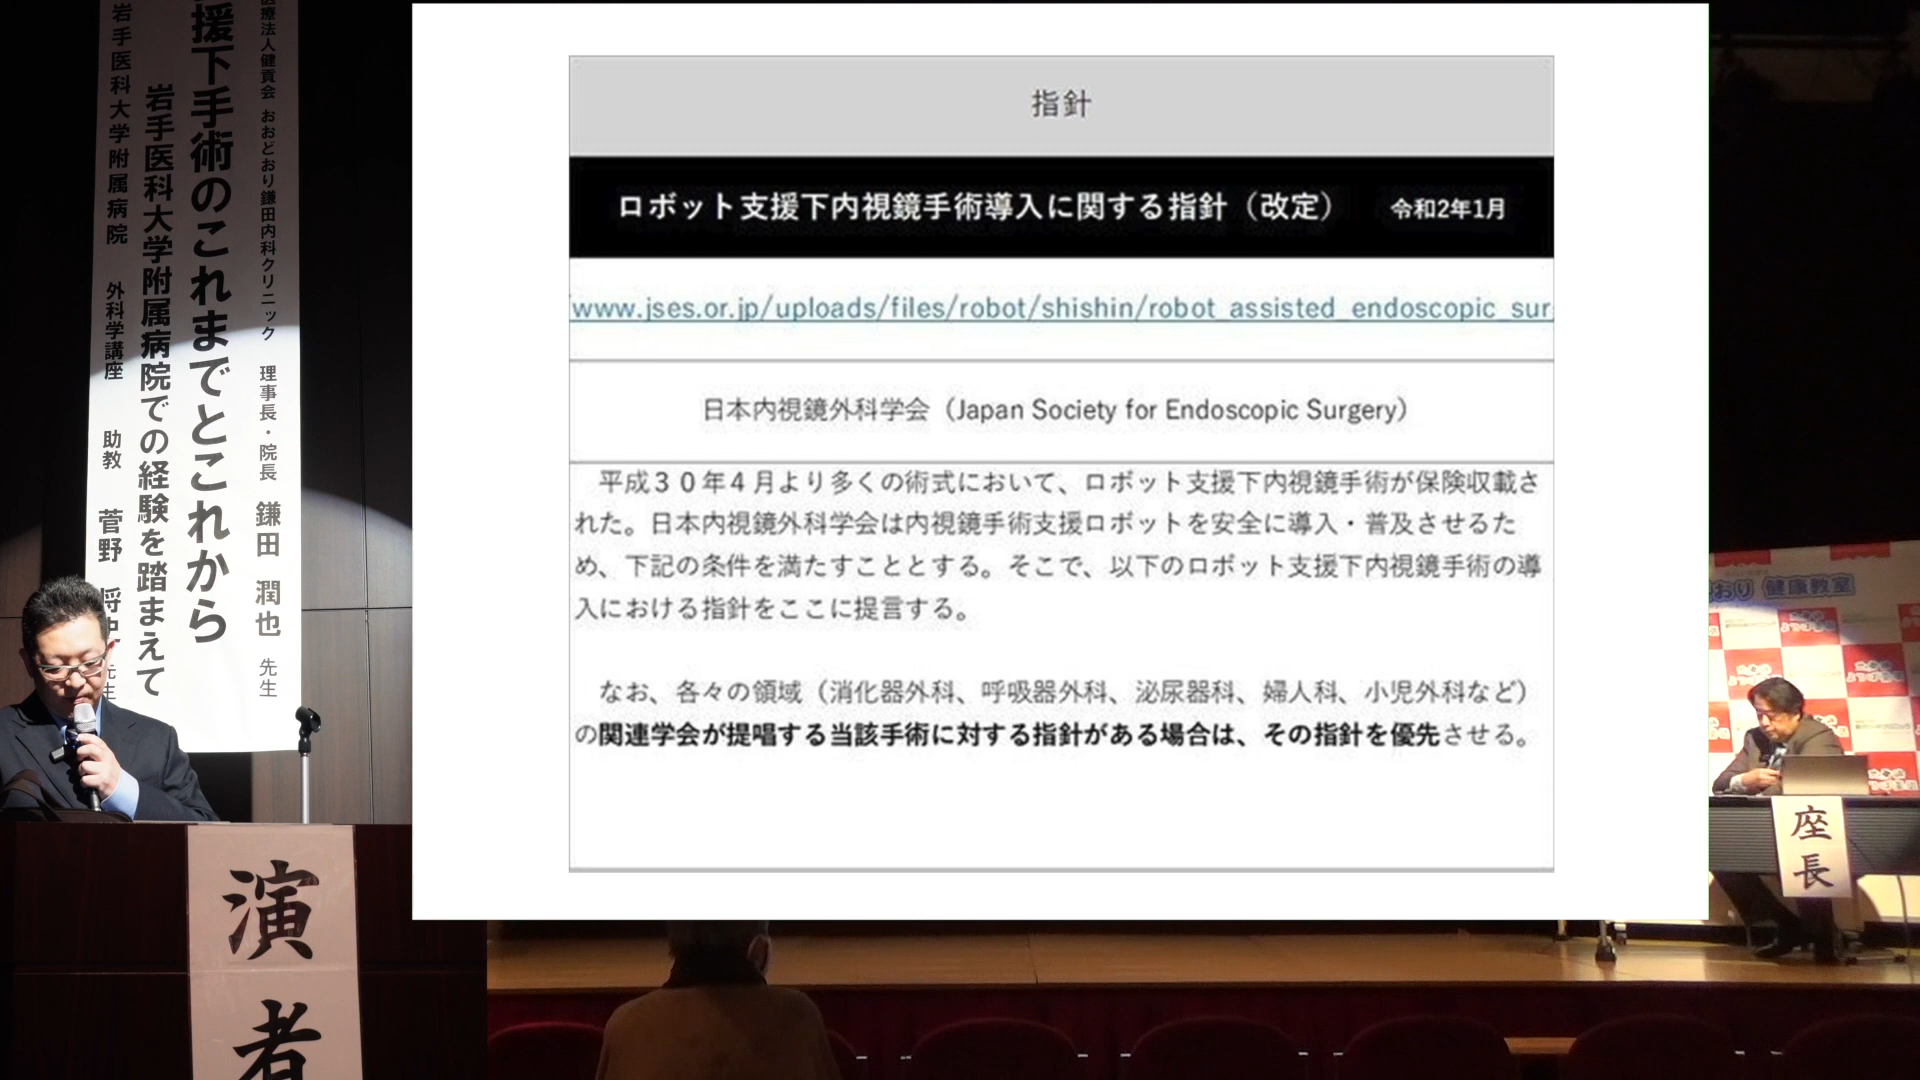 医療法人健貢会 おおどおり鎌田内科クリニック 理事長・院長 鎌田 潤也 先生
援下手術のこれまでとこれから
岩手医科大学附属病院での経験を踏まえて
岩手医科大学附属病院 外科学講座 助教 菅野 将史 先生
演者
指針
ロボット支援下内視鏡手術導入に関する指針（改定） 令和2年1月
www.jses.or.jp/uploads/files/robot/shishin/robot_assisted_endoscopic_sur
日本内視鏡外科学会（Japan Society for Endoscopic Surgery）
平成３０年４月より多くの術式において、ロボット支援下内視鏡手術が保険収載さ
れた。日本内視鏡外科学会は内視鏡手術支援ロボットを安全に導入・普及させるた
め、下記の条件を満たすこととする。そこで、以下のロボット支援下内視鏡手術の導
入における指針をここに提言する。
なお、各々の領域（消化器外科、呼吸器外科、泌尿器科、婦人科、小児外科など）
の関連学会が提唱する当該手術に対する指針がある場合は、その指針を優先させる。
おり 健康教室
座長